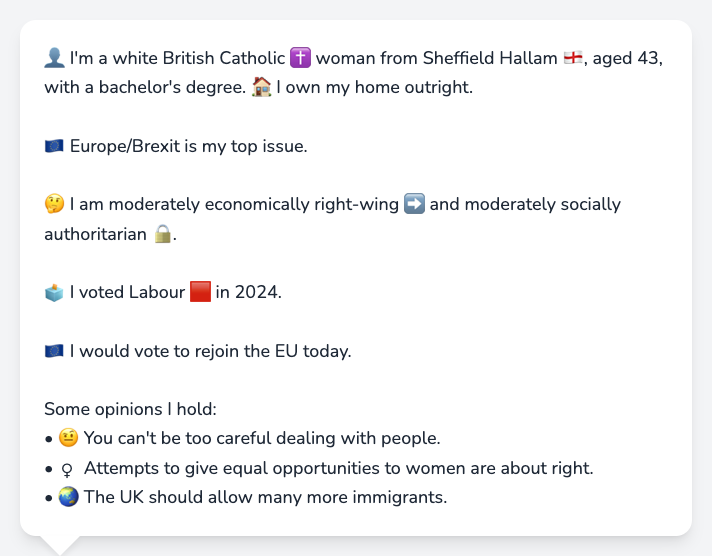 👤 I'm a white British Catholic ✝️ woman from Sheffield Hallam 🏴󠁧󠁢󠁥󠁮󠁧󠁿, aged 43,
with a bachelor's degree. 🏠 I own my home outright.
🇪🇺 Europe/Brexit is my top issue.
🤔 I am moderately economically right-wing ➡️ and moderately socially
authoritarian 🔒.
🗳️ I voted Labour 🟥 in 2024.
🇪🇺 I would vote to rejoin the EU today.
Some opinions I hold:
• 🤨 You can't be too careful dealing with people.
• ♀ Attempts to give equal opportunities to women are about right.
• 🌏 The UK should allow many more immigrants.